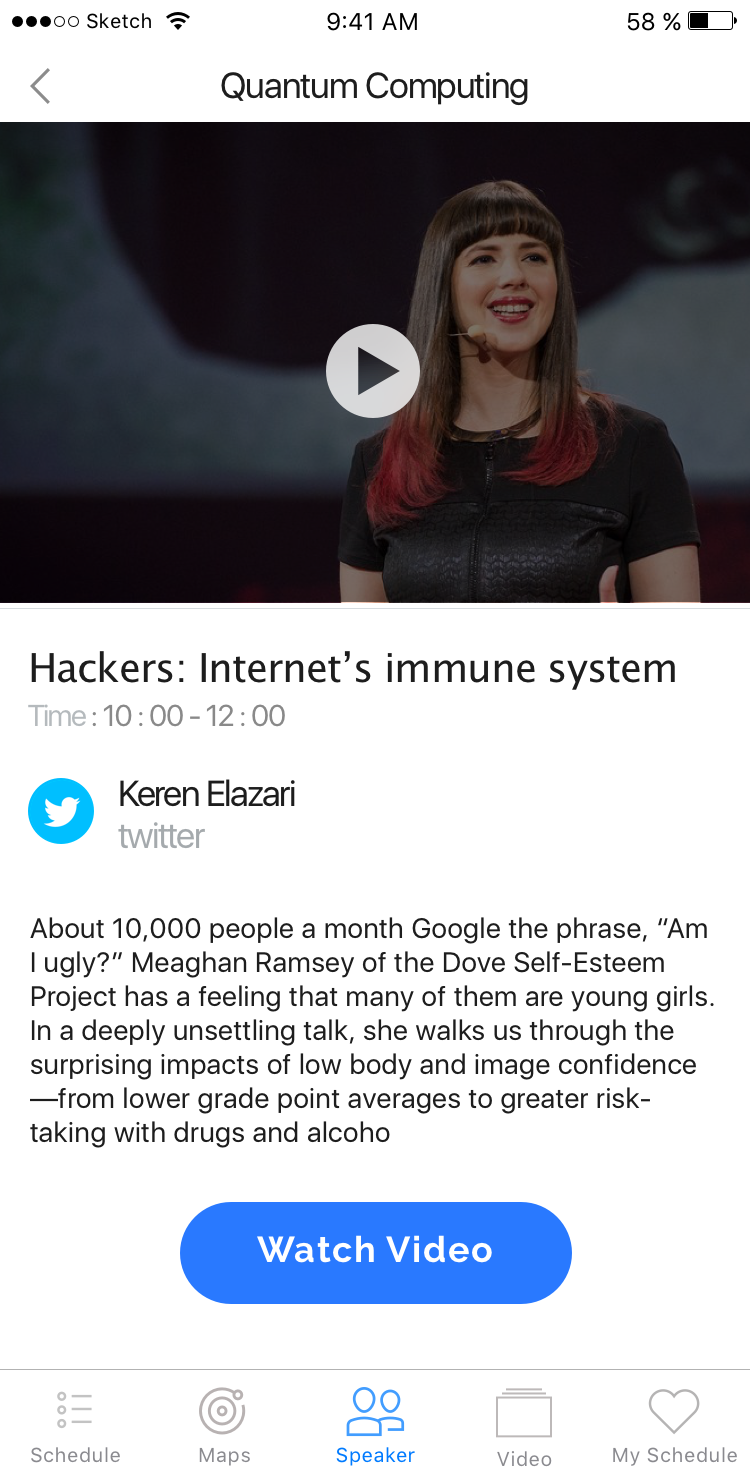 Sketch 9:41 AM 58 %
Quantum Computing
Hackers: Internet’s immune system
Time : 10 : 00 - 12 : 00
Keren Elazari
twitter
About 10,000 people a month Google the phrase, “Am
I ugly?” Meaghan Ramsey of the Dove Self-Esteem
Project has a feeling that many of them are young girls.
In a deeply unsettling talk, she walks us through the
surprising impacts of low body and image confidence
—from lower grade point averages to greater risk-
taking with drugs and alcoho
Watch Video
Schedule Maps Speaker Video My Schedule